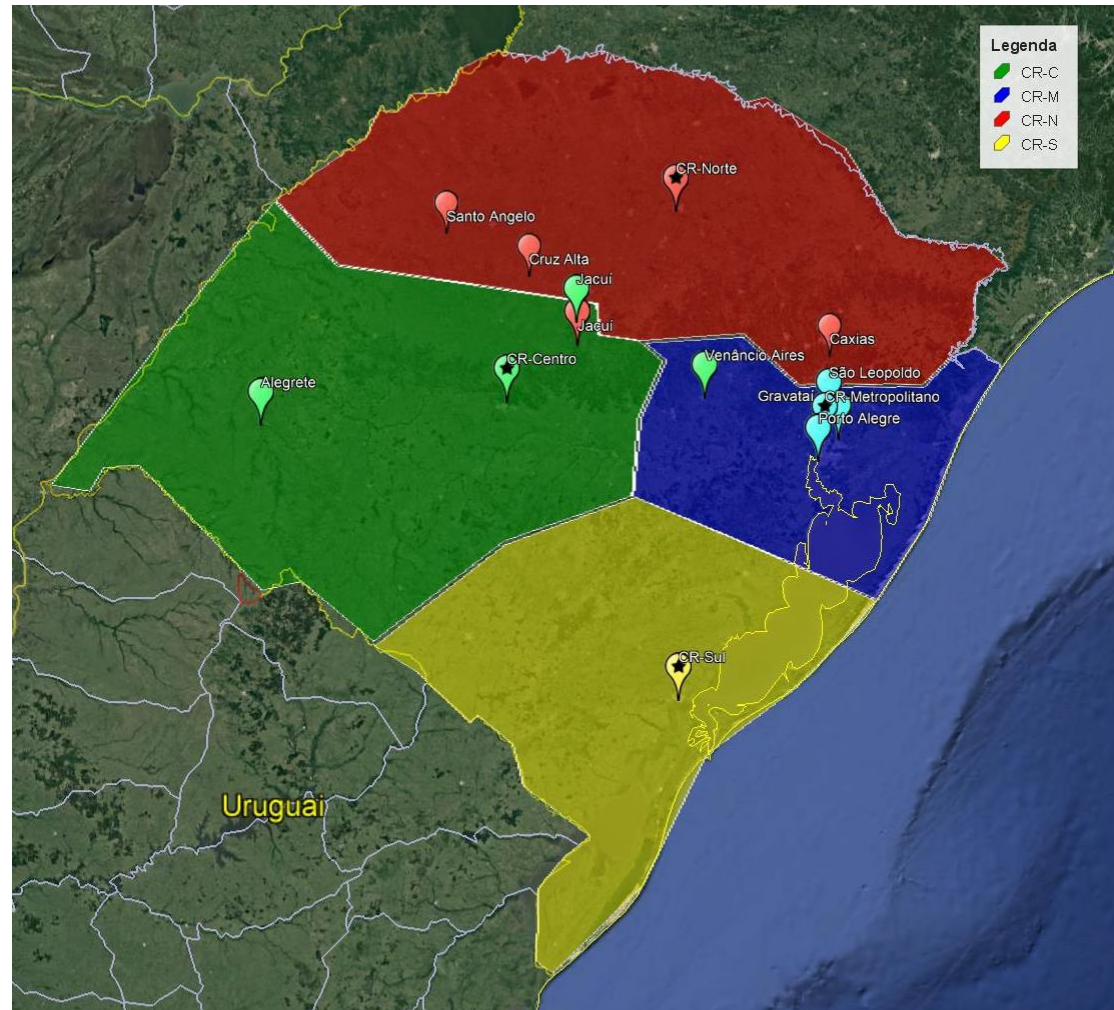 Legenda
CR-C
CR-M
CR-N
CR-S
CR-Norte
Santo Angelo
Cruz Alta
Jacuí
Jacuí
Caxias
CR-Centro
Venâncio Aires
São Leopoldo
Alegrete
Gravataí
CR-Metropolitano
Porto Alegre
CR-Sul
Uruguai